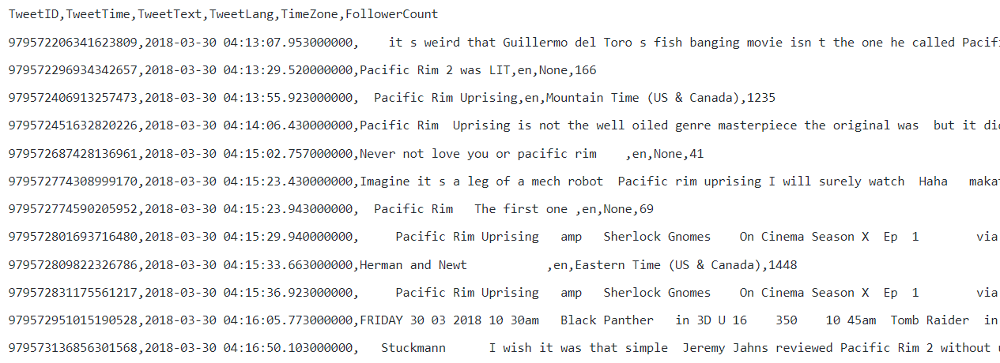 TweetID,TweetTime,TweetText,TweetLang,TimeZone,FollowerCount
979572206341623809,2018-03-30 04:13:07.953000000,    it s weird that Guillermo del Toro s fish banging movie isn t the one he called Pacif
979572296934342657,2018-03-30 04:13:29.520000000,Pacific Rim 2 was LIT,en,None,166
979572406913257473,2018-03-30 04:13:55.923000000,  Pacific Rim Uprising,en,Mountain Time (US & Canada),1235
979572451632820226,2018-03-30 04:14:06.430000000,Pacific Rim  Uprising is not the well oiled genre masterpiece the original was  but it di
979572687428136961,2018-03-30 04:15:02.757000000,Never not love you or pacific rim    ,en,None,41
979572774308999170,2018-03-30 04:15:23.430000000,Imagine it s a leg of a mech robot  Pacific rim uprising I will surely watch  Haha   maka
979572774590205952,2018-03-30 04:15:23.943000000,  Pacific Rim   The first one ,en,None,69
979572801693716480,2018-03-30 04:15:29.940000000,     Pacific Rim Uprising   amp   Sherlock Gnomes    On Cinema Season X  Ep  1        via
979572809822326786,2018-03-30 04:15:33.663000000,Herman and Newt           ,en,Eastern Time (US & Canada),1448
979572831175561217,2018-03-30 04:15:36.923000000,     Pacific Rim Uprising   amp   Sherlock Gnomes    On Cinema Season X  Ep  1        via
979572951015190528,2018-03-30 04:16:05.773000000,FRIDAY 30 03 2018 10 30am   Black Panther   in 3D U 16    350    10 45am  Tomb Raider  in
979573136856301568,2018-03-30 04:16:50.103000000,   Stuckmann      I wish it was that simple  Jeremy Jahns reviewed Pacific Rim 2 without